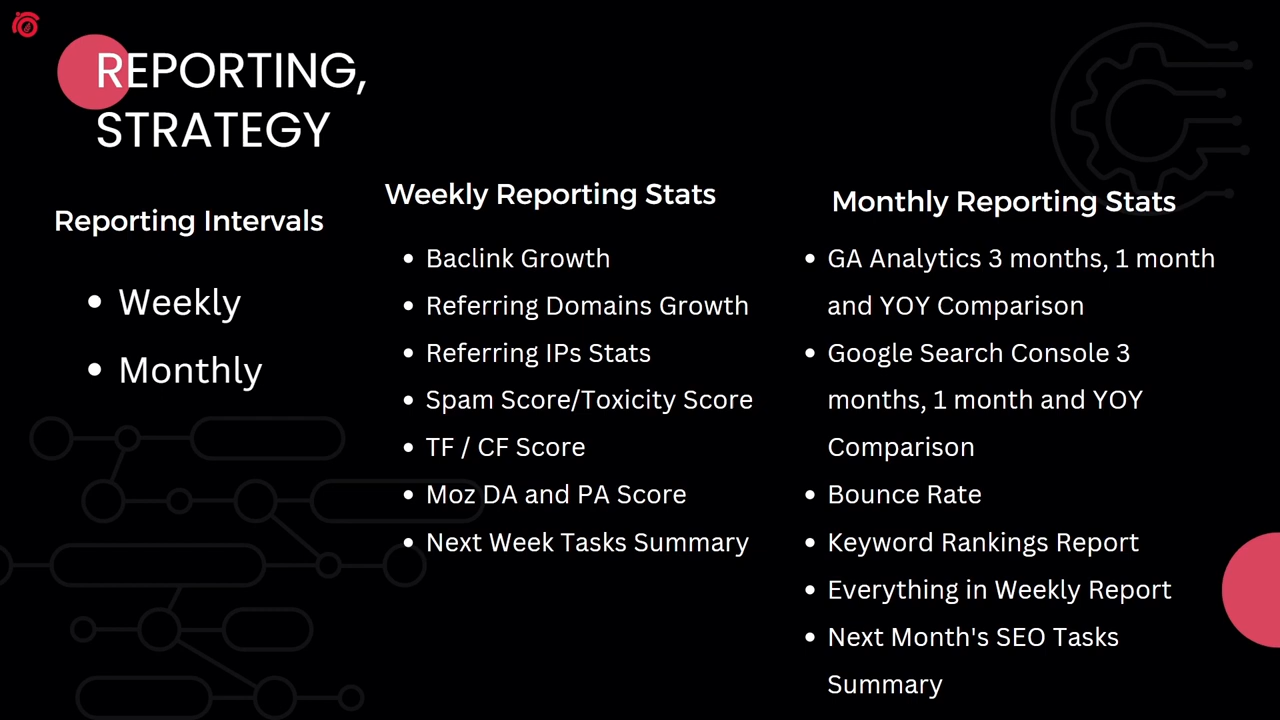 REPORTING,
STRATEGY
Reporting Intervals
• Weekly
• Monthly
Weekly Reporting Stats
• Baclink Growth
• Referring Domains Growth
• Referring IPs Stats
• Spam Score/Toxicity Score
• TF / CF Score
• Moz DA and PA Score
• Next Week Tasks Summary
Monthly Reporting Stats
• GA Analytics 3 months, 1 month
and YOY Comparison
• Google Search Console 3
months, 1 month and YOY
Comparison
• Bounce Rate
• Keyword Rankings Report
• Everything in Weekly Report
• Next Month's SEO Tasks
Summary